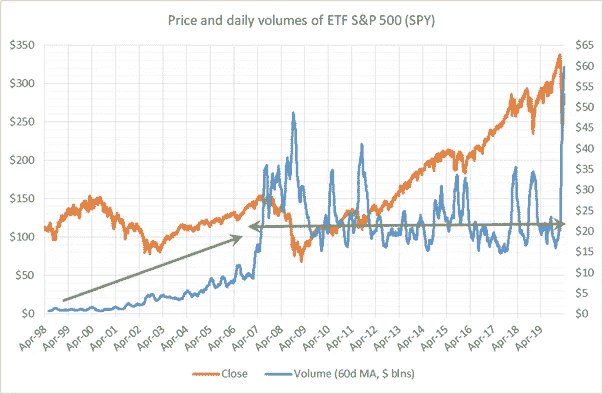 Price and daily volumes of ETF S&P 500 (SPY)
$350
$300
$250
$200
$150
$100
$50
$0
$65
$60
$55
$50
$45
$40
$35
$30
$25
$20
$15
$10
$5
$0
Apr-98
Apr-99
Apr-00
Apr-01
Apr-02
Apr-03
Apr-04
Apr-05
Apr-06
Apr-07
Apr-08
Apr-09
Apr-10
Apr-11
Apr-12
Apr-13
Apr-14
Apr-15
Apr-16
Apr-17
Apr-18
Apr-19
Close
Volume (60d MA, $ blns)